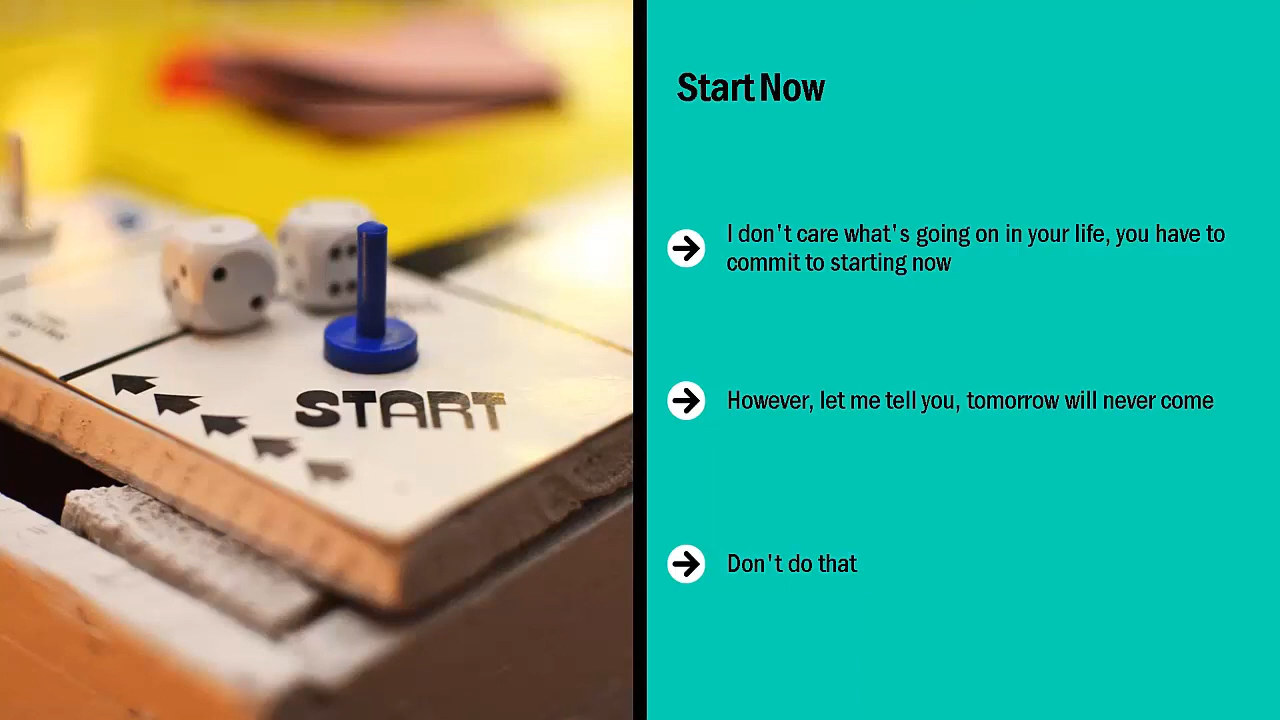 Start Now
I don't care what's going on in your life, you have to
commit to starting now
However, let me tell you, tomorrow will never come
Don't do that
START